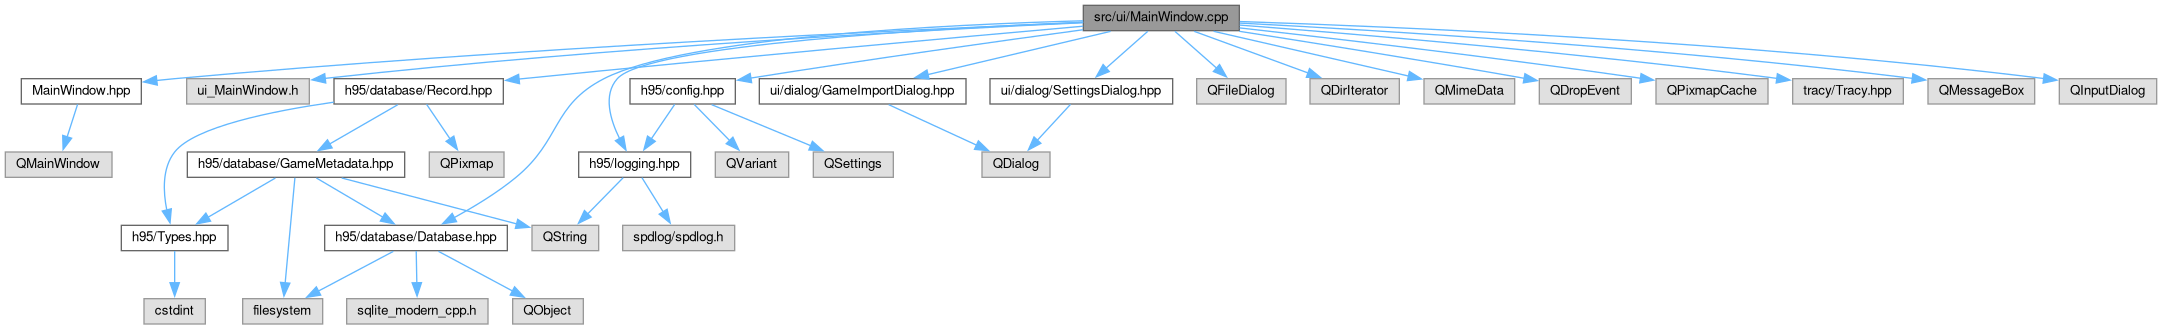 src/ui/MainWindow.cpp
MainWindow.hpp
ui_MainWindow.h
h95/database/Record.hpp
h95/config.hpp
ui/dialog/GameImportDialog.hpp
ui/dialog/SettingsDialog.hpp
QFileDialog
QDirIterator
QMimeData
QDropEvent
QPixmapCache
tracy/Tracy.hpp
QMessageBox
QInputDialog
QMainWindow
h95/database/GameMetadata.hpp
QPixmap
h95/logging.hpp
QVariant
QSettings
QDialog
h95/Types.hpp
h95/database/Database.hpp
QString
spdlog/spdlog.h
cstdint
filesystem
sqlite_modern_cpp.h
QObject